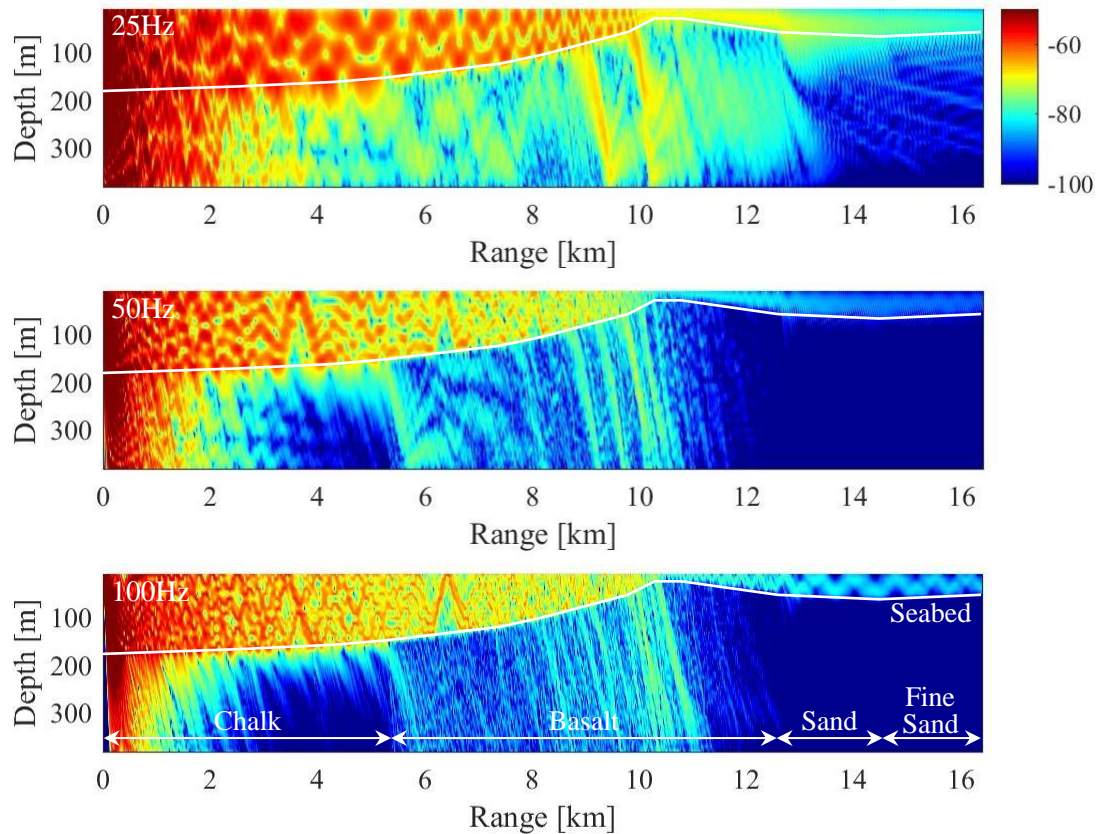 25Hz
Depth [m]
100
200
300
0 2 4 6 8 10 12 14 16
Range [km]
-60
-80
-100
50Hz
Depth [m]
100
200
300
0 2 4 6 8 10 12 14 16
Range [km]
100Hz
Depth [m]
100
200
300
Seabed
Chalk
Basalt
Sand
Fine
Sand
0 2 4 6 8 10 12 14 16
Range [km]